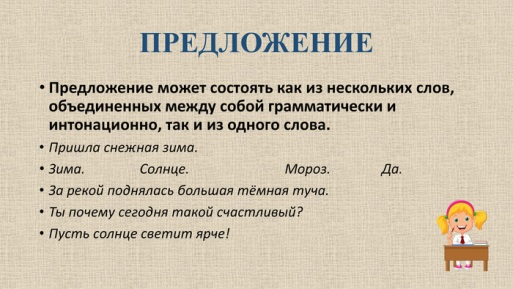 ПРЕДЛОЖЕНИЕ
• Предложение может состоять как из нескольких слов,
объединенных между собой грамматически и
интонационно, так и из одного слова.
• Пришла снежная зима.
• Зима. Солнце. Мороз. Да.
• За рекой поднялась большая тёмная туча.
• Ты почему сегодня такой счастливый?
• Пусть солнце светит ярче!